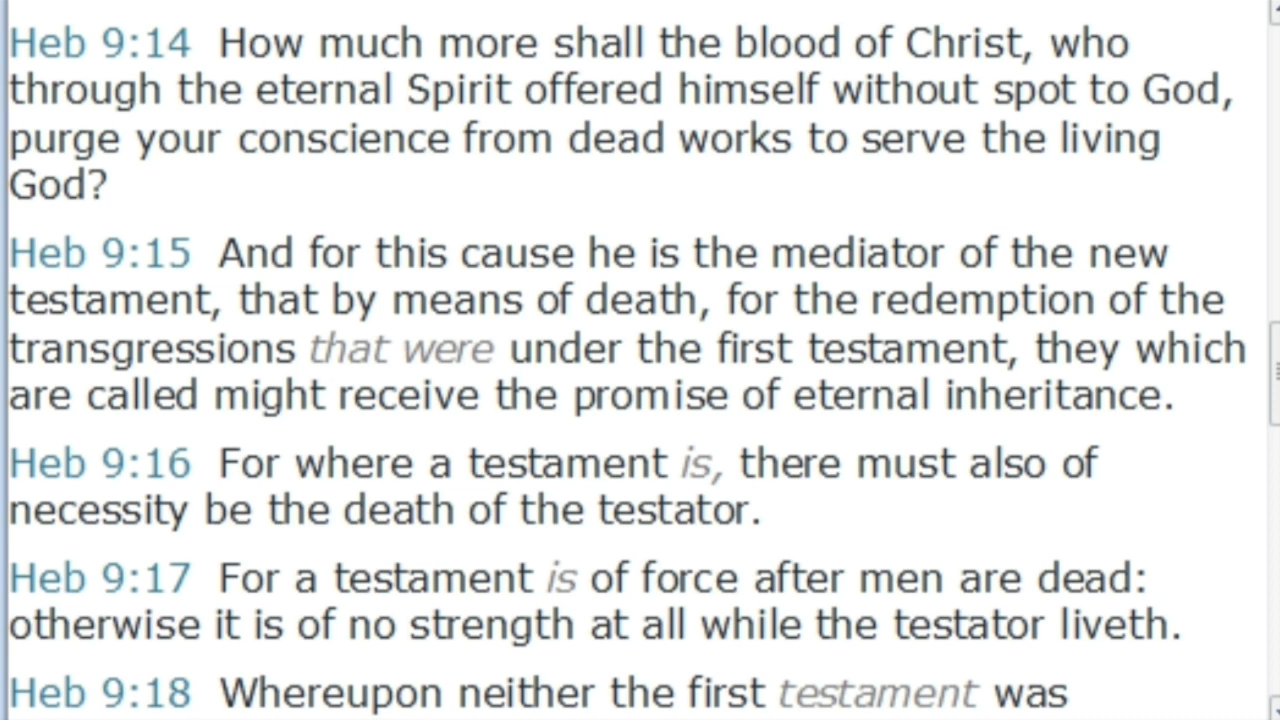 Heb 9:14 How much more shall the blood of Christ, who
through the eternal Spirit offered himself without spot to God,
purge your conscience from dead works to serve the living
God?
Heb 9:15 And for this cause he is the mediator of the new
testament, that by means of death, for the redemption of the
transgressions that were under the first testament, they which
are called might receive the promise of eternal inheritance.
Heb 9:16 For where a testament is, there must also of
necessity be the death of the testator.
Heb 9:17 For a testament is of force after men are dead:
otherwise it is of no strength at all while the testator liveth.
Heb 9:18 Whereupon neither the first testament was